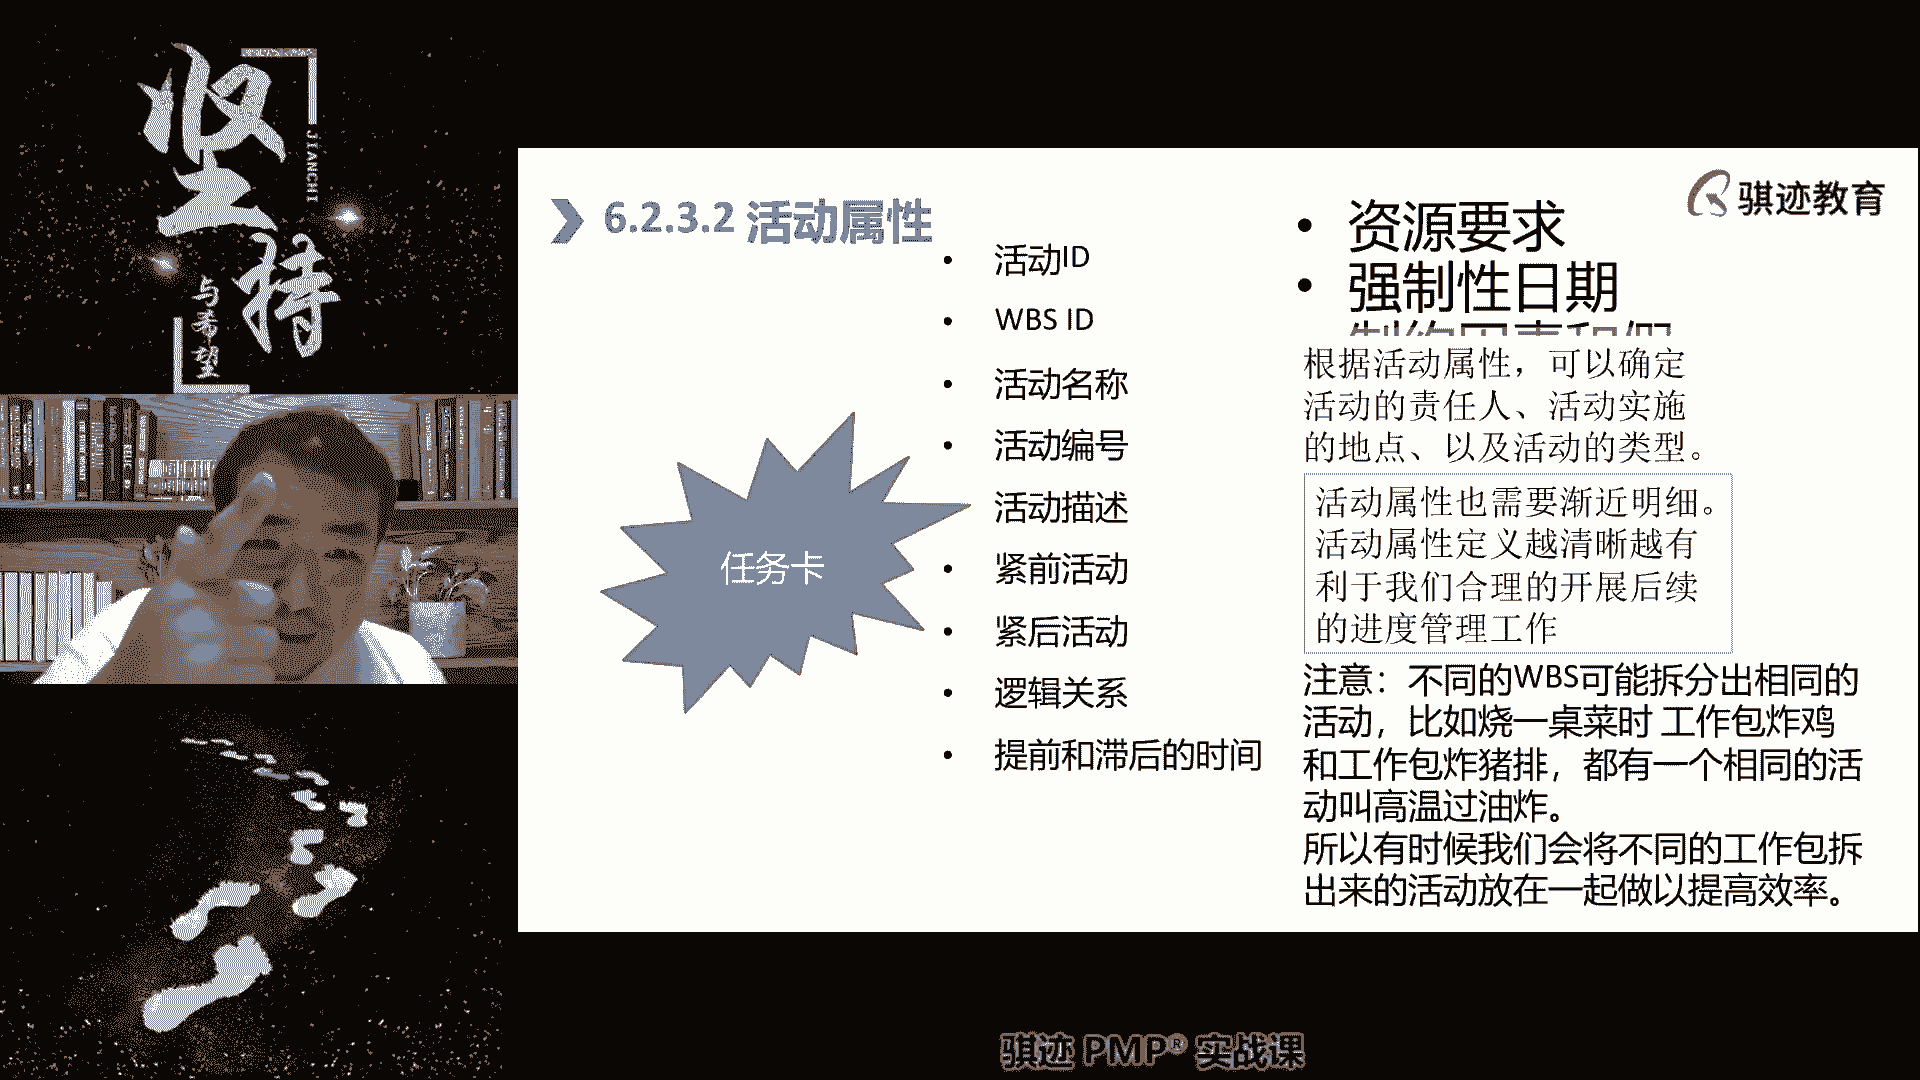 坚持
JIANCHI
与希望
骐迹教育
6.2.3.2 活动属性
活动ID
WBS ID
活动名称
活动编号
活动描述
紧前活动
紧后活动
逻辑关系
提前和滞后的时间
任务卡
资源要求
强制性日期
根据活动属性，可以确定
活动的责任人、活动实施
的地点、以及活动的类型。
活动属性也需要渐近明细。
活动属性定义越清晰越有
利于我们合理的开展后续
的进度管理工作
注意：不同的WBS可能拆分出相同的
活动，比如烧一桌菜时 工作包炸鸡
和工作包炸猪排，都有一个相同的活
动叫高温过油炸。
所以有时候我们会将不同的工作包拆
出来的活动放在一起做以提高效率。
骐迹 PMP® 实战课